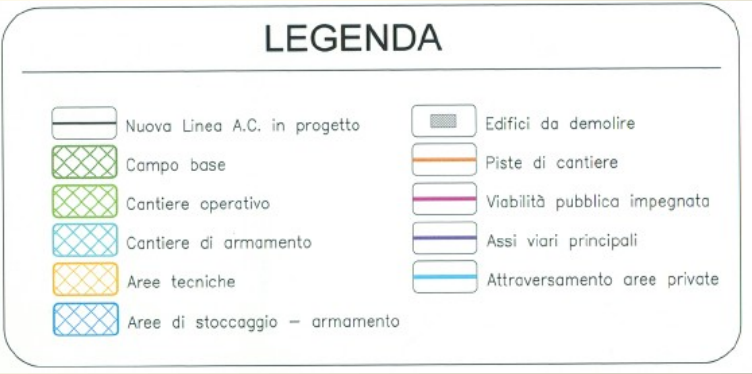 LEGENDA
Nuova Linea A.C. in progetto
Campo base
Cantiere operativo
Cantiere di armamento
Aree tecniche
Aree di stoccaggio – armamento
Edifici da demolire
Piste di cantiere
Viabilità pubblica impegnata
Assi viari principali
Attraversamento aree private